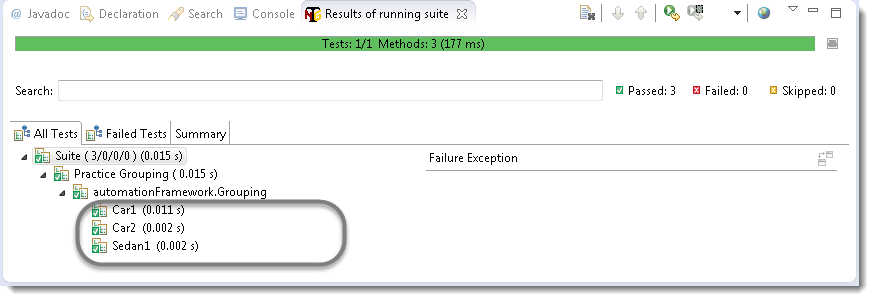 @ Javadoc Declaration Search Console Results of running suite
Tests: 1/1 Methods: 3 (177 ms)
Search: Passed: 3 Failed: 0 Skipped: 0
All Tests Failed Tests Summary
Suite ( 3/0/0/0 ) (0.015 s) Failure Exception
Practice Grouping ( 0.015 s)
automationFramework.Grouping
Car1 (0.011 s)
Car2 (0.002 s)
Sedan1 (0.002 s)